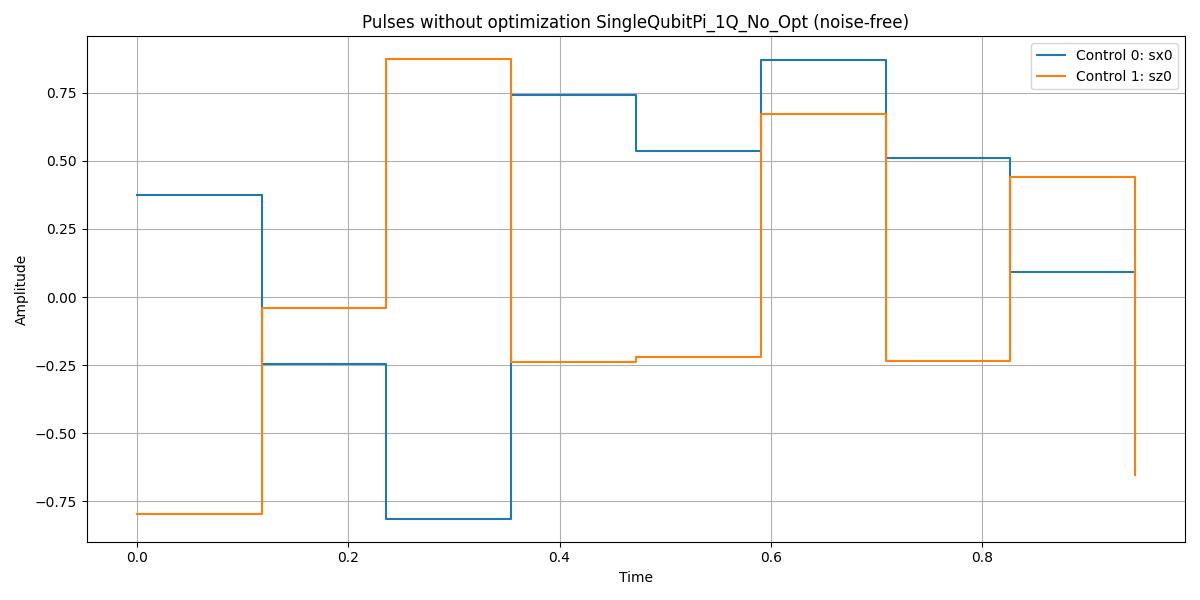 Pulses without optimization SingleQubitPi_1Q_No_Opt (noise-free)
Control 0: sx0
Control 1: sz0
Amplitude
0.75
0.50
0.25
0.00
−0.25
−0.50
−0.75
0.0 0.2 0.4 0.6 0.8
Time